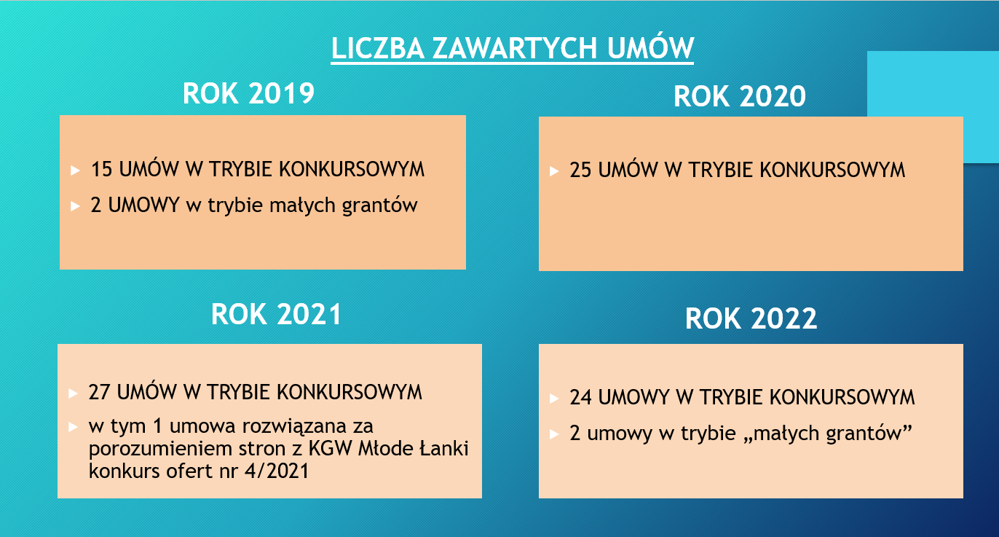 LICZBA ZAWARTYCH UMÓW
ROK 2019
15 UMÓW W TRYBIE KONKURSOWYM
2 UMOWY w trybie małych grantów
ROK 2020
25 UMÓW W TRYBIE KONKURSOWYM
ROK 2021
27 UMÓW W TRYBIE KONKURSOWYM
w tym 1 umowa rozwiązana za
porozumieniem stron z KGW Młode Łanki
konkurs ofert nr 4/2021
ROK 2022
24 UMOWY W TRYBIE KONKURSOWYM
2 umowy w trybie „małych grantów”